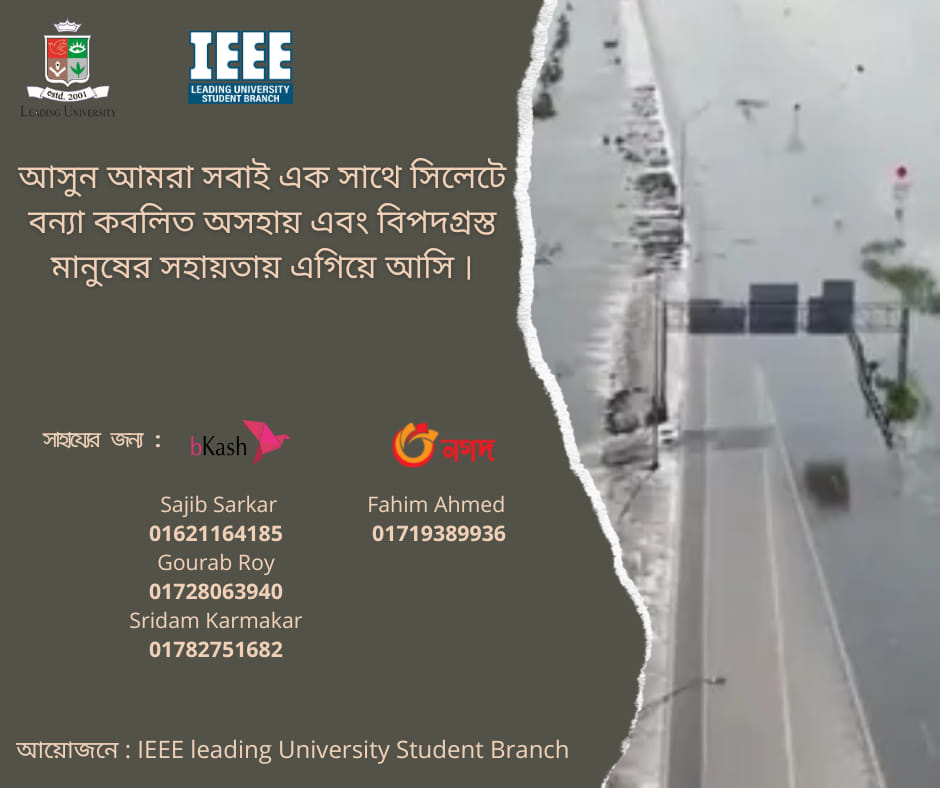 estd. 2001
LEADING UNIVERSITY
IEEE
LEADING UNIVERSITY
STUDENT BRANCH
আসুন আমরা সবাই এক সাথে সিলেটে
বন্যা কবলিত অসহায় এবং বিপদগ্রস্ত
মানুষের সহায়তায় এগিয়ে আসি।
সাহায্যের জন্য :
bKash
নগদ
Sajib Sarkar
01621164185
Gourab Roy
01728063940
Sridam Karmakar
01782751682
Fahim Ahmed
01719389936
আয়োজনে : IEEE leading University Student Branch